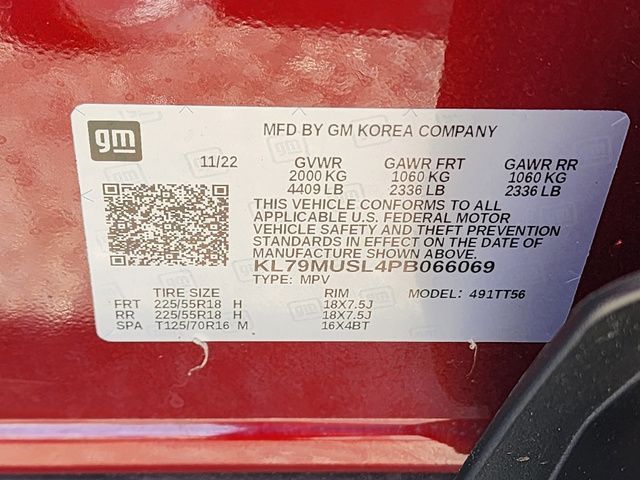 gm
MFD BY GM KOREA COMPANY
11/22 GVWR GAWR FRT GAWR RR
2000 KG 1060 KG 1060 KG
4409 LB 2336 LB 2336 LB
THIS VEHICLE CONFORMS TO ALL
APPLICABLE U.S. FEDERAL MOTOR
VEHICLE SAFETY AND THEFT PREVENTION
STANDARDS IN EFFECT ON THE DATE OF
MANUFACTURE SHOWN ABOVE.
KL79MUSL4PB066069
TYPE: MPV
TIRE SIZE RIM MODEL: 491TT56
FRT 225/55R18 H 18X7.5J
RR 225/55R18 H 18X7.5J
SPA T125/70R16 M 16X4BT